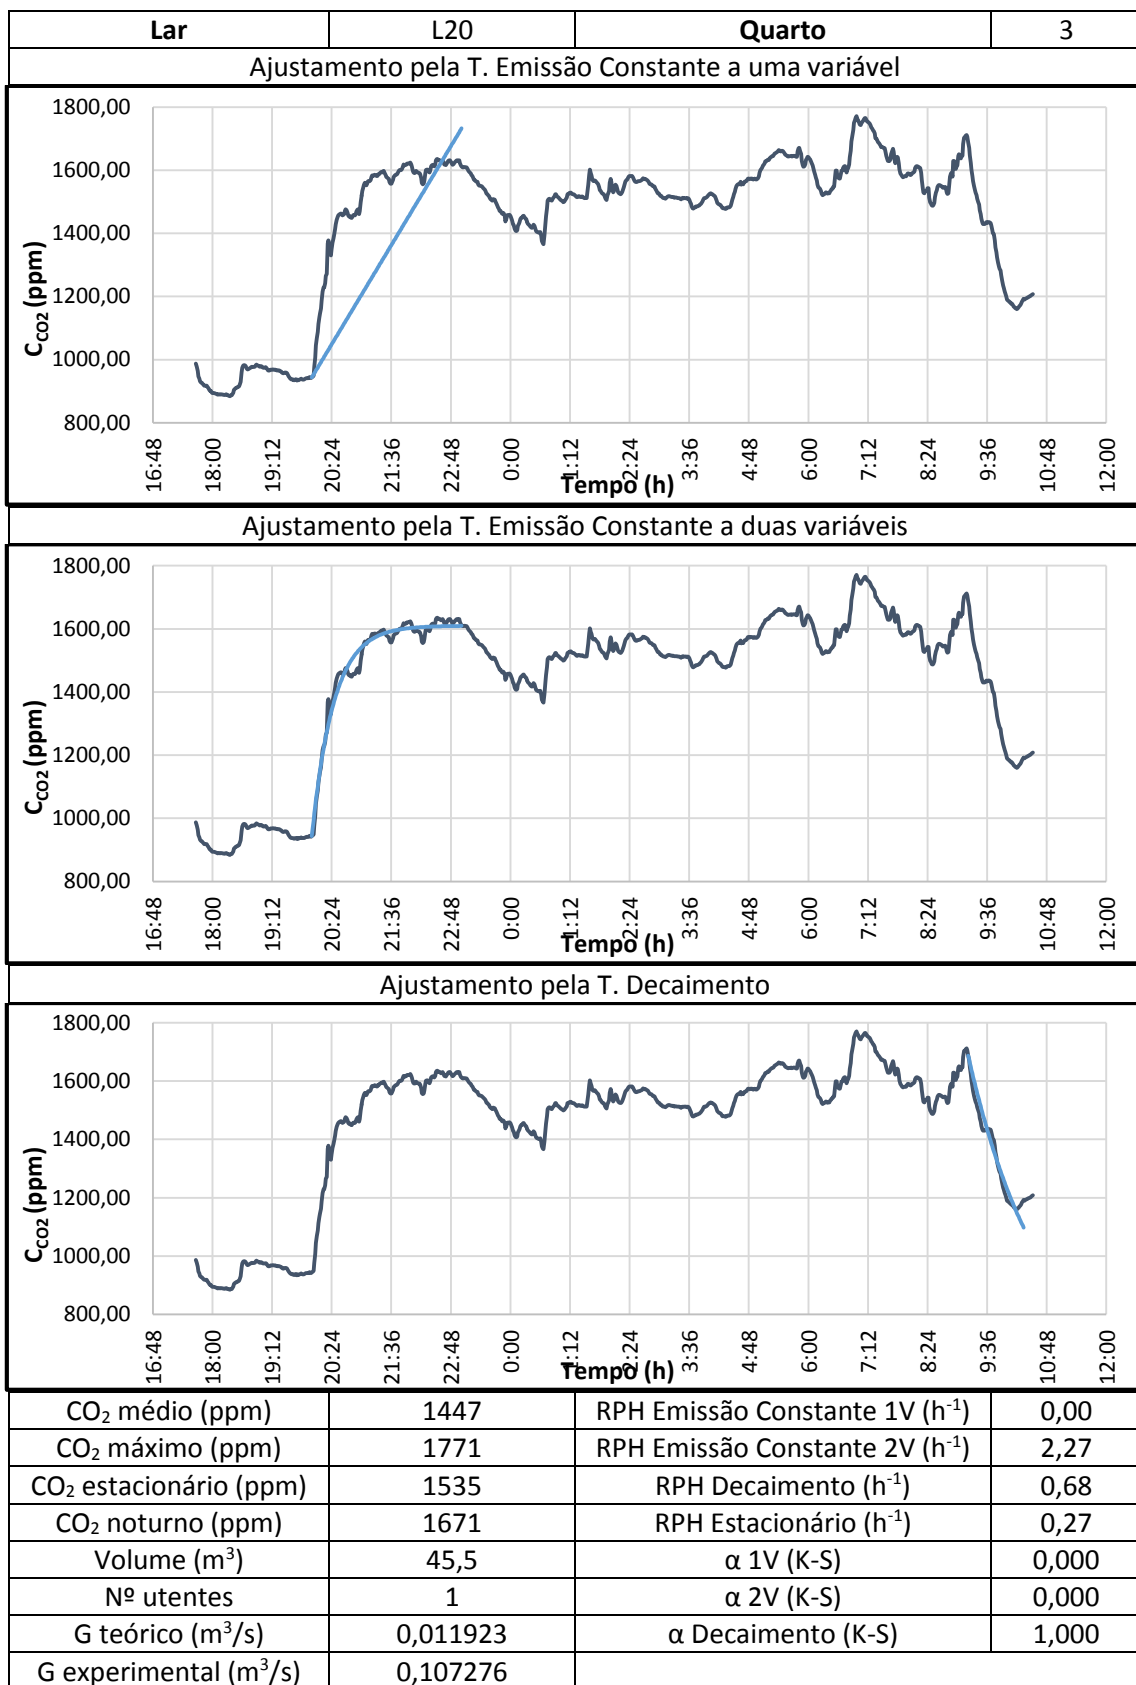 Lar L20 Quarto 3
Ajustamento pela T. Emissão Constante a uma variável
1800,00
1600,00
1400,00
1200,00
1000,00
800,00
C_CO2 (ppm)
16:48 18:00 19:12 20:24 21:36 22:48 0:00 1:12 2:24 3:36 4:48 6:00 7:12 8:24 9:36 10:48 12:00
Tempo (h)
Ajustamento pela T. Emissão Constante a duas variáveis
1800,00
1600,00
1400,00
1200,00
1000,00
800,00
C_CO2 (ppm)
16:48 18:00 19:12 20:24 21:36 22:48 0:00 1:12 2:24 3:36 4:48 6:00 7:12 8:24 9:36 10:48 12:00
Tempo (h)
Ajustamento pela T. Decaimento
1800,00
1600,00
1400,00
1200,00
1000,00
800,00
C_CO2 (ppm)
16:48 18:00 19:12 20:24 21:36 22:48 0:00 1:12 2:24 3:36 4:48 6:00 7:12 8:24 9:36 10:48 12:00
Tempo (h)
CO₂ médio (ppm) 1447 RPH Emissão Constante 1V (h⁻¹) 0,00
CO₂ máximo (ppm) 1771 RPH Emissão Constante 2V (h⁻¹) 2,27
CO₂ estacionário (ppm) 1535 RPH Decaimento (h⁻¹) 0,68
CO₂ noturno (ppm) 1671 RPH Estacionário (h⁻¹) 0,27
Volume (m³) 45,5 α 1V (K-S) 0,000
Nº utentes 1 α 2V (K-S) 0,000
G teórico (m³/s) 0,011923 α Decaimento (K-S) 1,000
G experimental (m³/s) 0,107276